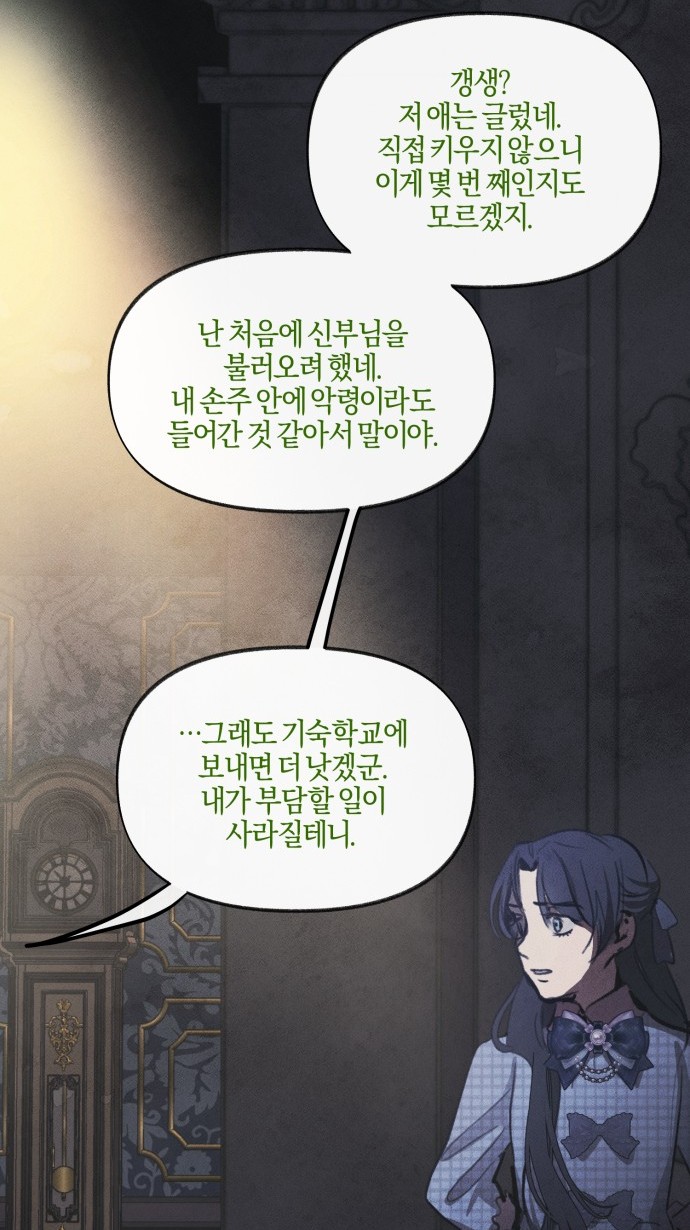 갱생?
저 애는 글렀네.
직접 키우지 않으니
이게 몇 번 째인지도
모르겠지.
난 처음에 신부님을
불러오려 했네.
내 손주 안에 악령이라도
들어간 것 같아서 말이야.
…그래도 기숙학교에
보내면 더 낫겠군.
내가 부담할 일이
사라질테니.